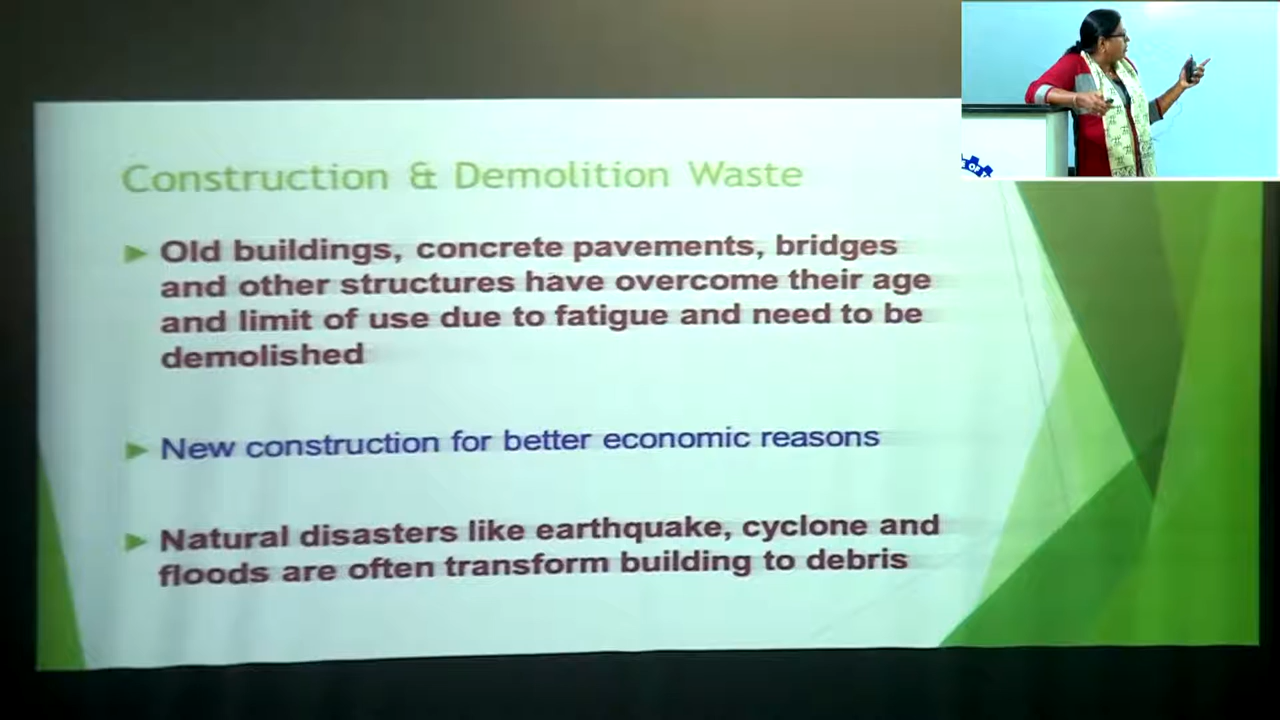 Construction & Demolition Waste
Old buildings, concrete pavements, bridges
and other structures have overcome their age
and limit of use due to fatigue and need to be
demolished
New construction for better economic reasons
Natural disasters like earthquake, cyclone and
floods are often transform building to debris
OF